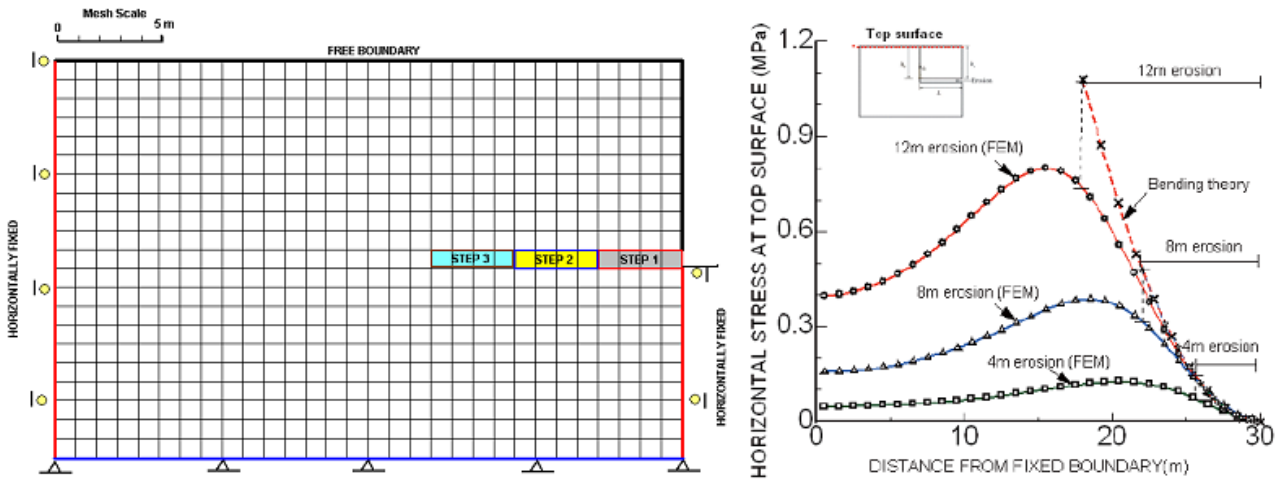 Mesh Scale
0 5 m
FREE BOUNDARY
HORIZONTALLY FIXED
STEP 3 STEP 2 STEP 1
HORIZONTALLY FIXED
HORIZONTAL STRESS AT TOP SURFACE (MPa)
1.2
0.9
0.6
0.3
0
Top surface
Erosion
12m erosion
12m erosion (FEM)
Bending theory
8m erosion
8m erosion (FEM)
4m erosion
4m erosion (FEM)
0 10 20 30
DISTANCE FROM FIXED BOUNDARY(m)